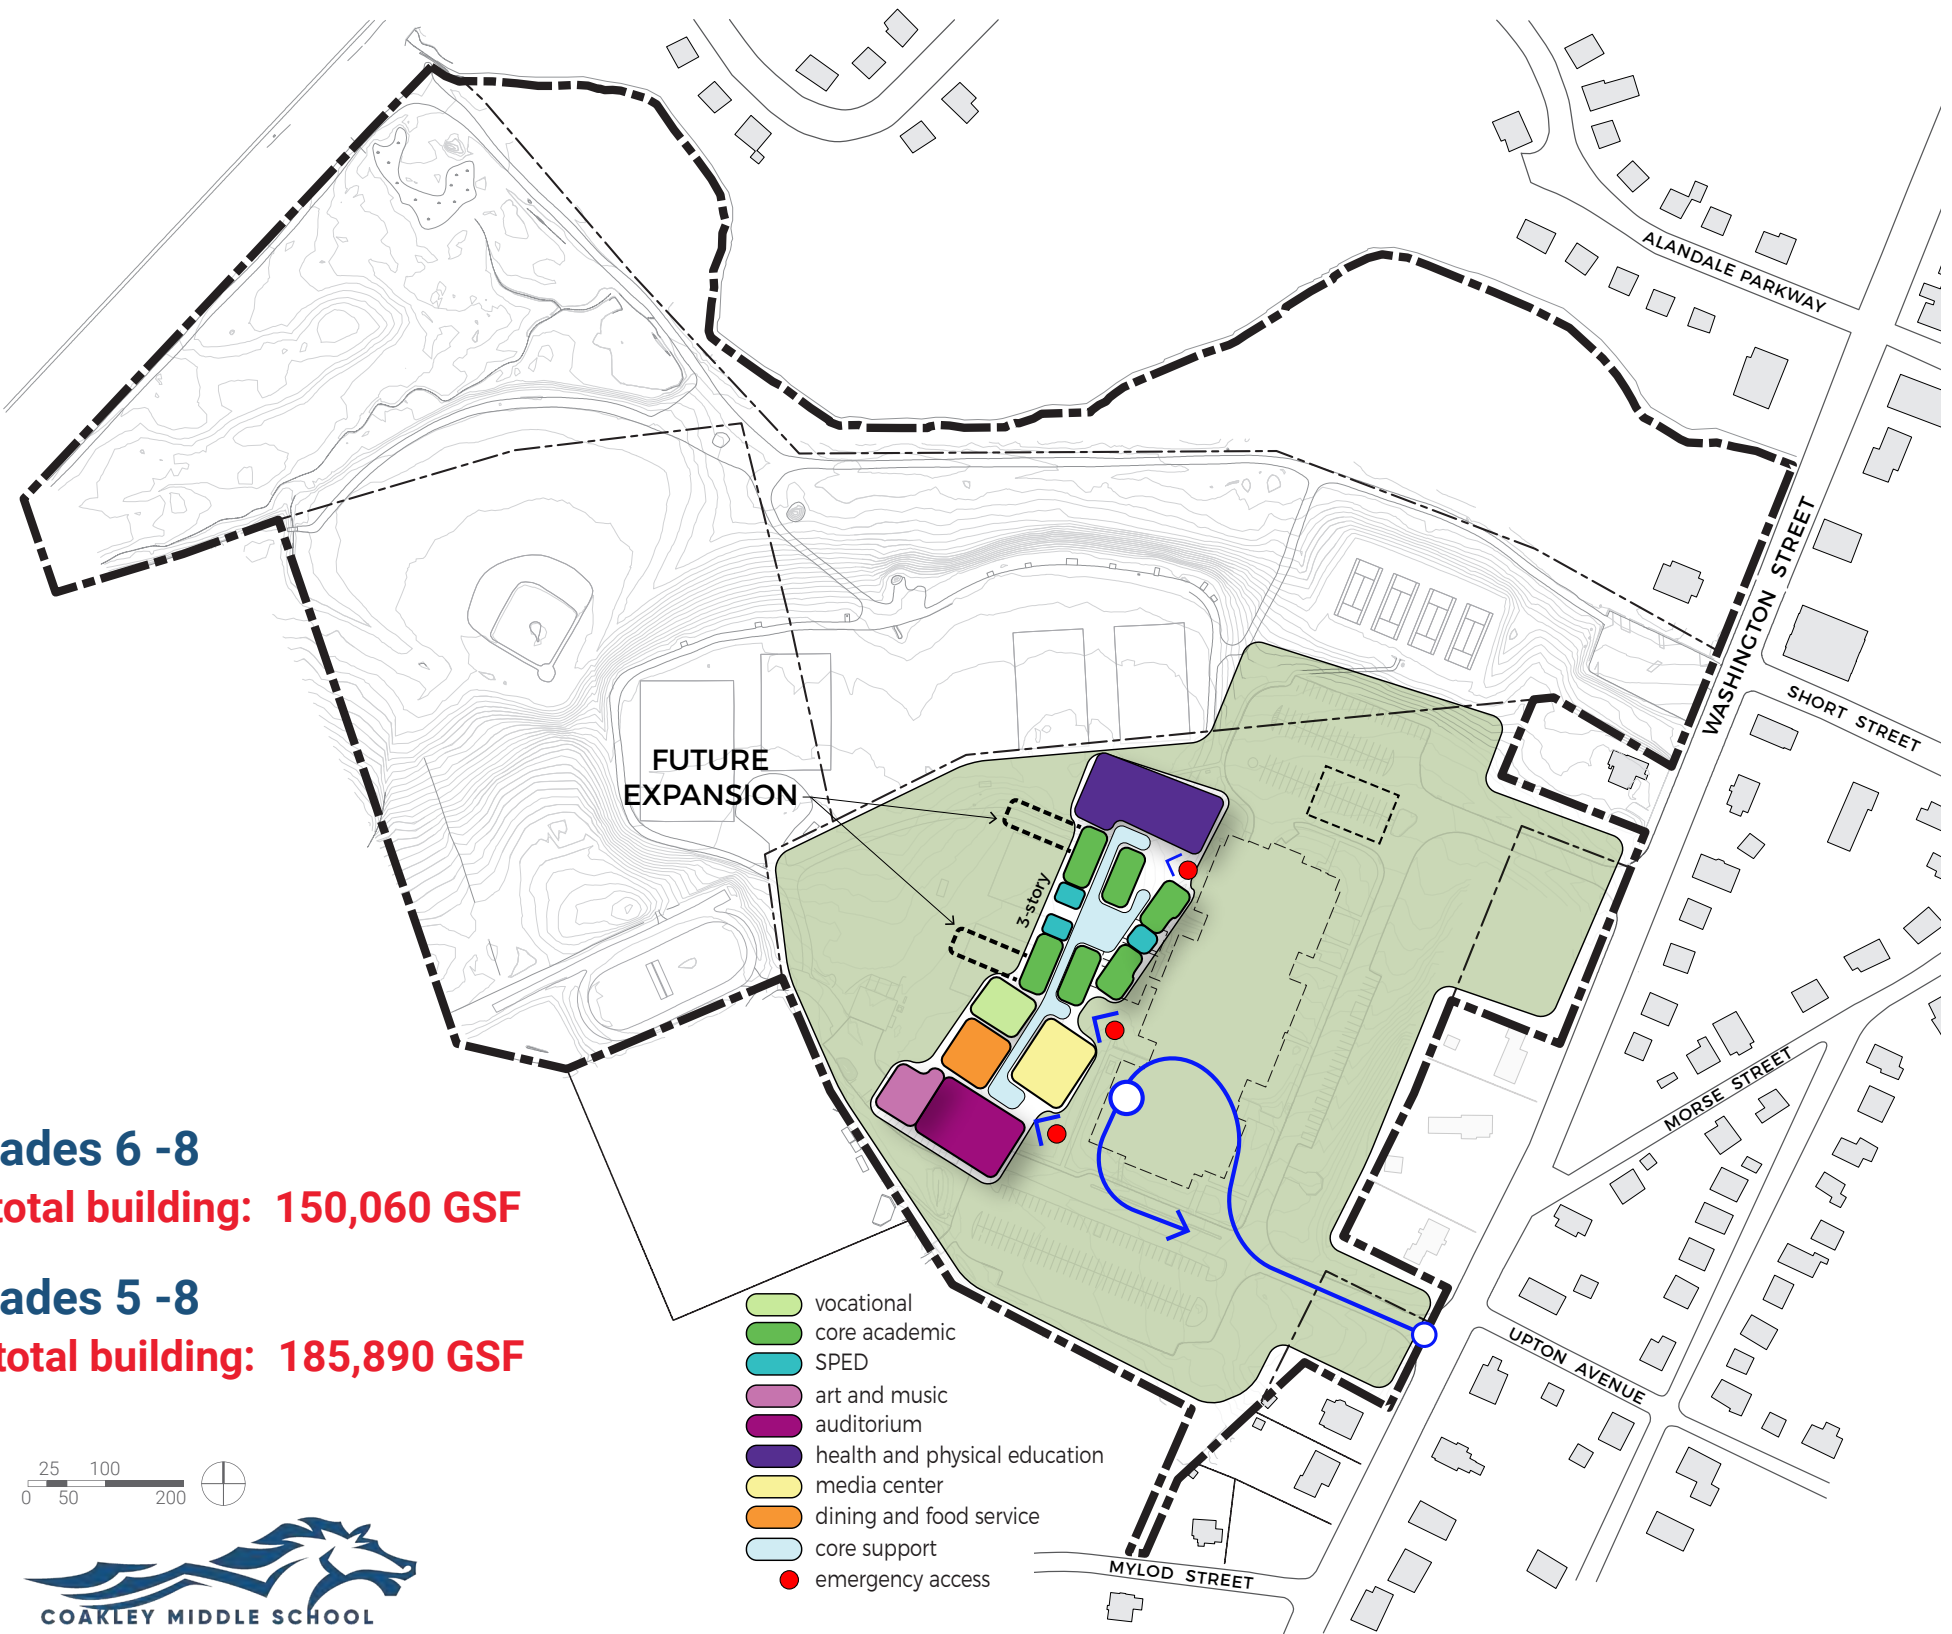 ALANDALE PARKWAY
WASHINGTON STREET
SHORT STREET
FUTURE
EXPANSION
3-story
MORSE STREET
ades 6 -8
total building: 150,060 GSF
ades 5 -8
total building: 185,890 GSF
UPTON AVENUE
vocational
core academic
SPED
art and music
auditorium
health and physical education
media center
dining and food service
core support
emergency access
25 100
0 50 200
MYLOD STREET
COAKLEY MIDDLE SCHOOL